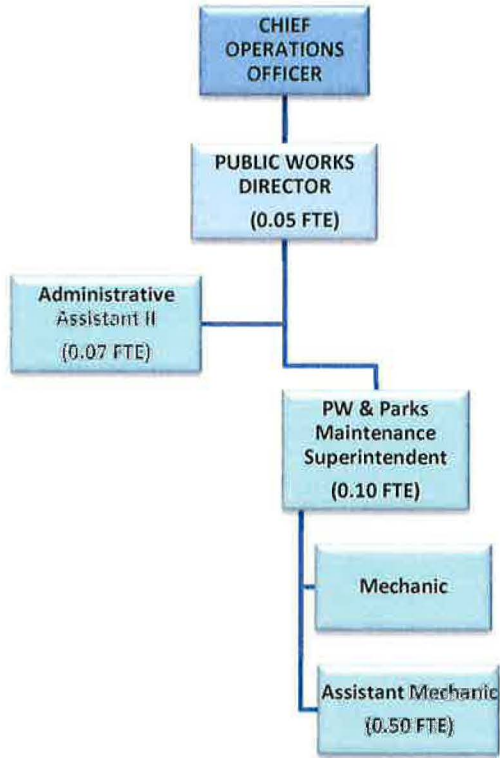 CHIEF
OPERATIONS
OFFICER
PUBLIC WORKS
DIRECTOR
(0.05 FTE)
Administrative
Assistant II
(0.07 FTE)
PW & Parks
Maintenance
Superintendent
(0.10 FTE)
Mechanic
Assistant Mechanic
(0.50 FTE)